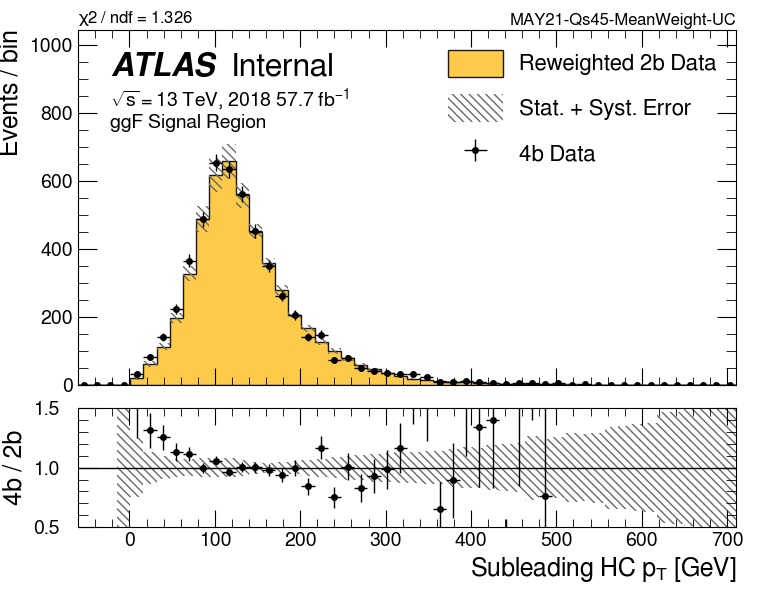 χ2 / ndf = 1.326
MAY21-Qs45-MeanWeight-UC
ATLAS Internal
√s = 13 TeV, 2018 57.7 fb⁻¹
ggF Signal Region
Reweighted 2b Data
Stat. + Syst. Error
4b Data
Events / bin
1000
800
600
400
200
0
4b / 2b
1.5
1.0
0.5
0 100 200 300 400 500 600 700
Subleading HC p_T [GeV]